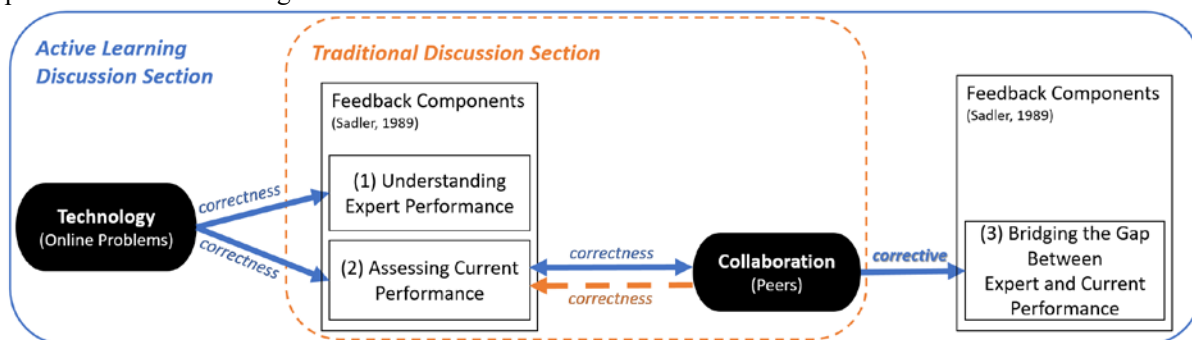 Active Learning
Discussion Section
Traditional Discussion Section
Feedback Components
(Sadler, 1989)
(1) Understanding
Expert Performance
(2) Assessing Current
Performance
Technology
(Online Problems)
correctness
correctness
correctness
correctness
Collaboration
(Peers)
corrective
Feedback Components
(Sadler, 1989)
(3) Bridging the Gap
Between
Expert and Current
Performance